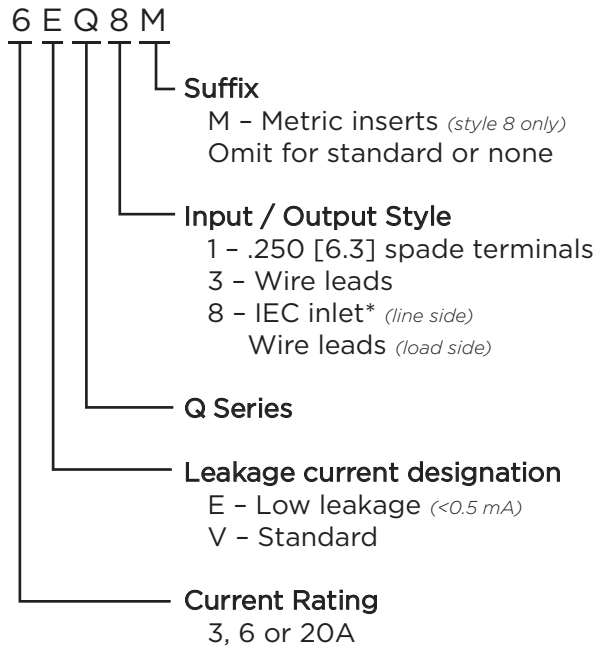 6 E Q 8 M
Suffix
M – Metric inserts (style 8 only)
Omit for standard or none
Input / Output Style
1 – .250 [6.3] spade terminals
3 – Wire leads
8 – IEC inlet* (line side)
Wire leads (load side)
Q Series
Leakage current designation
E – Low leakage (<0.5 mA)
V – Standard
Current Rating
3, 6 or 20A